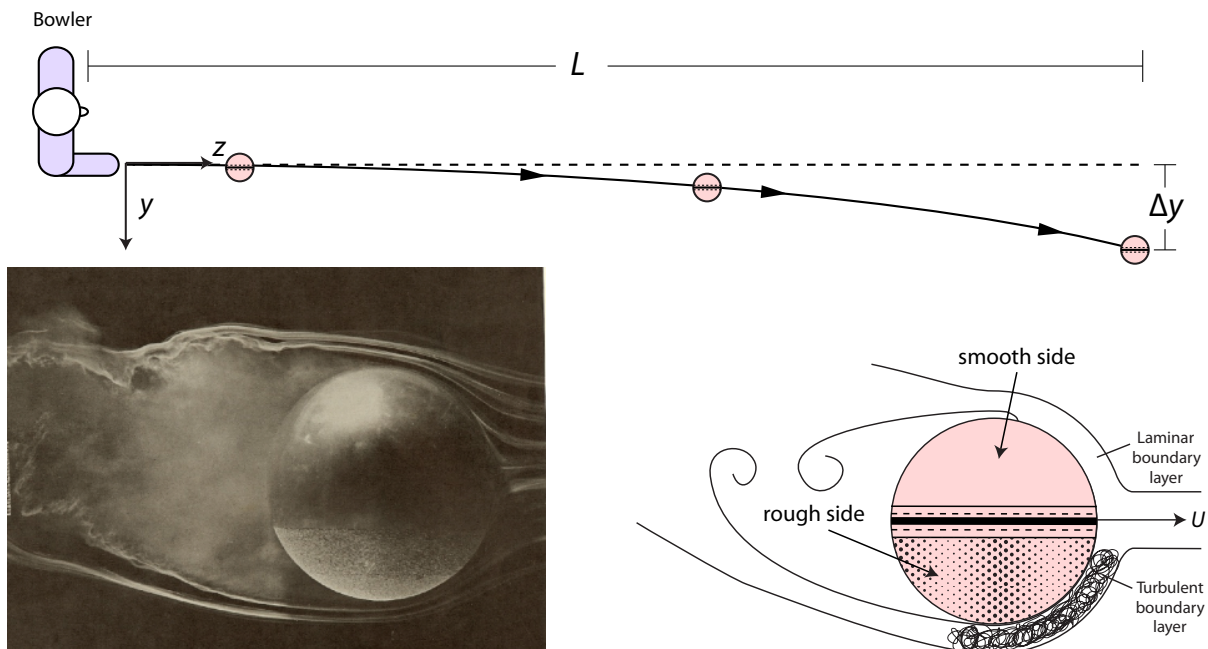 Bowler
L
z
y
Δy
smooth side
Laminar
boundary
layer
U
rough side
Turbulent
boundary
layer